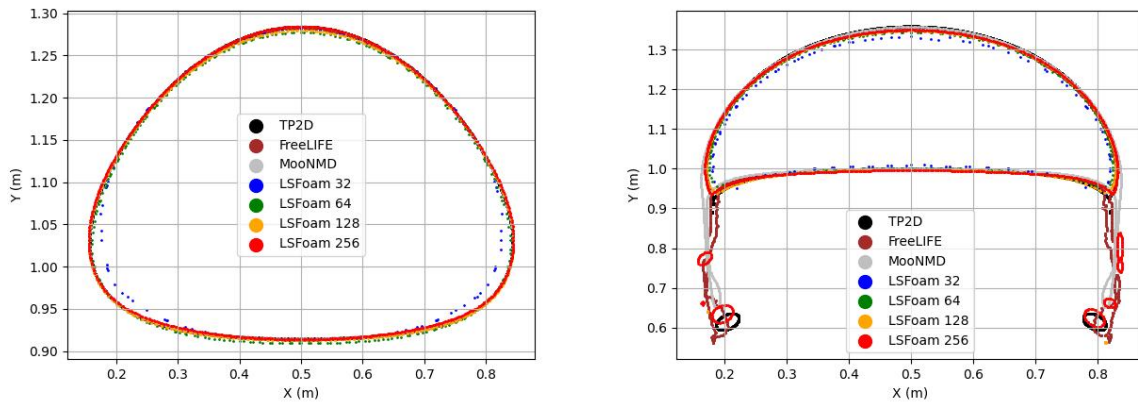 1.30
1.25
1.20
1.15
1.10
1.05
1.00
0.95
0.90
Y (m)
0.2 0.3 0.4 0.5 0.6 0.7 0.8
X (m)
TP2D
FreeLIFE
MooNMD
LSFoam 32
LSFoam 64
LSFoam 128
LSFoam 256
1.3
1.2
1.1
1.0
0.9
0.8
0.7
0.6
Y (m)
0.2 0.3 0.4 0.5 0.6 0.7 0.8
X (m)
TP2D
FreeLIFE
MooNMD
LSFoam 32
LSFoam 64
LSFoam 128
LSFoam 256